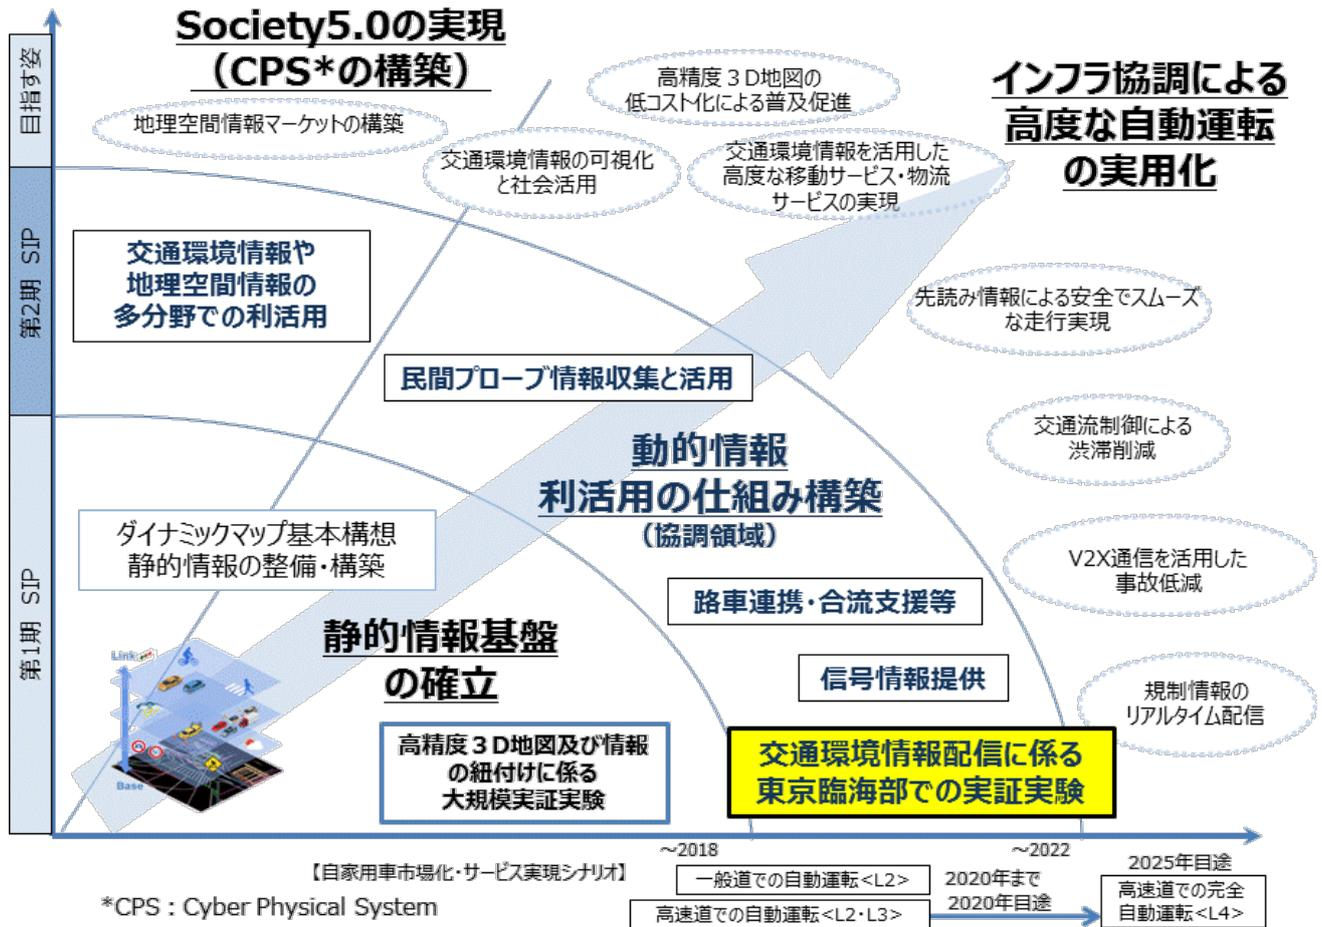 Society5.0の実現
（CPS*の構築）
目指す姿
地理空間情報マーケットの構築
高精度３Ｄ地図の
低コスト化による普及促進
インフラ協調による
高度な自動運転
の実用化
交通環境情報の可視化
と社会活用
交通環境情報を活用した
高度な移動サービス・物流
サービスの実現
第2期 SIP
交通環境情報や
地理空間情報の
多分野での利活用
先読み情報による安全でスムーズ
な走行実現
民間プローブ情報収集と活用
交通流制御による
渋滞削減
動的情報
利活用の仕組み構築
（協調領域）
第1期 SIP
ダイナミックマップ基本構想
静的情報の整備・構築
V2X通信を活用した
事故低減
路車連携・合流支援等
静的情報基盤
の確立
信号情報提供
規制情報の
リアルタイム配信
Link
Base
高精度３Ｄ地図及び情報
の紐付けに係る
大規模実証実験
交通環境情報配信に係る
東京臨海部での実証実験
～2018
～2022
2025年目途
【自家用車市場化・サービス実現シナリオ】
一般道での自動運転<L2>
2020年まで
2020年目途
高速道での完全
自動運転<L4>
高速道での自動運転<L2・L3>
*CPS : Cyber Physical System